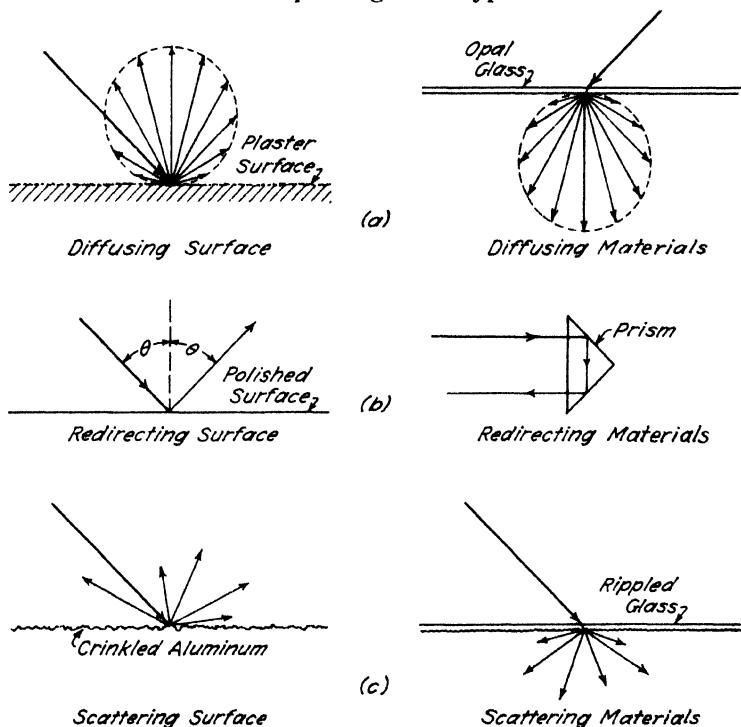 Opal
Glass
Plaster
Surface
(a)
Diffusing Surface
Diffusing Materials
θ
θ
Polished
Surface
Prism
(b)
Redirecting Surface
Redirecting Materials
Rippled
Glass
Crinkled Aluminum
(c)
Scattering Surface
Scattering Materials